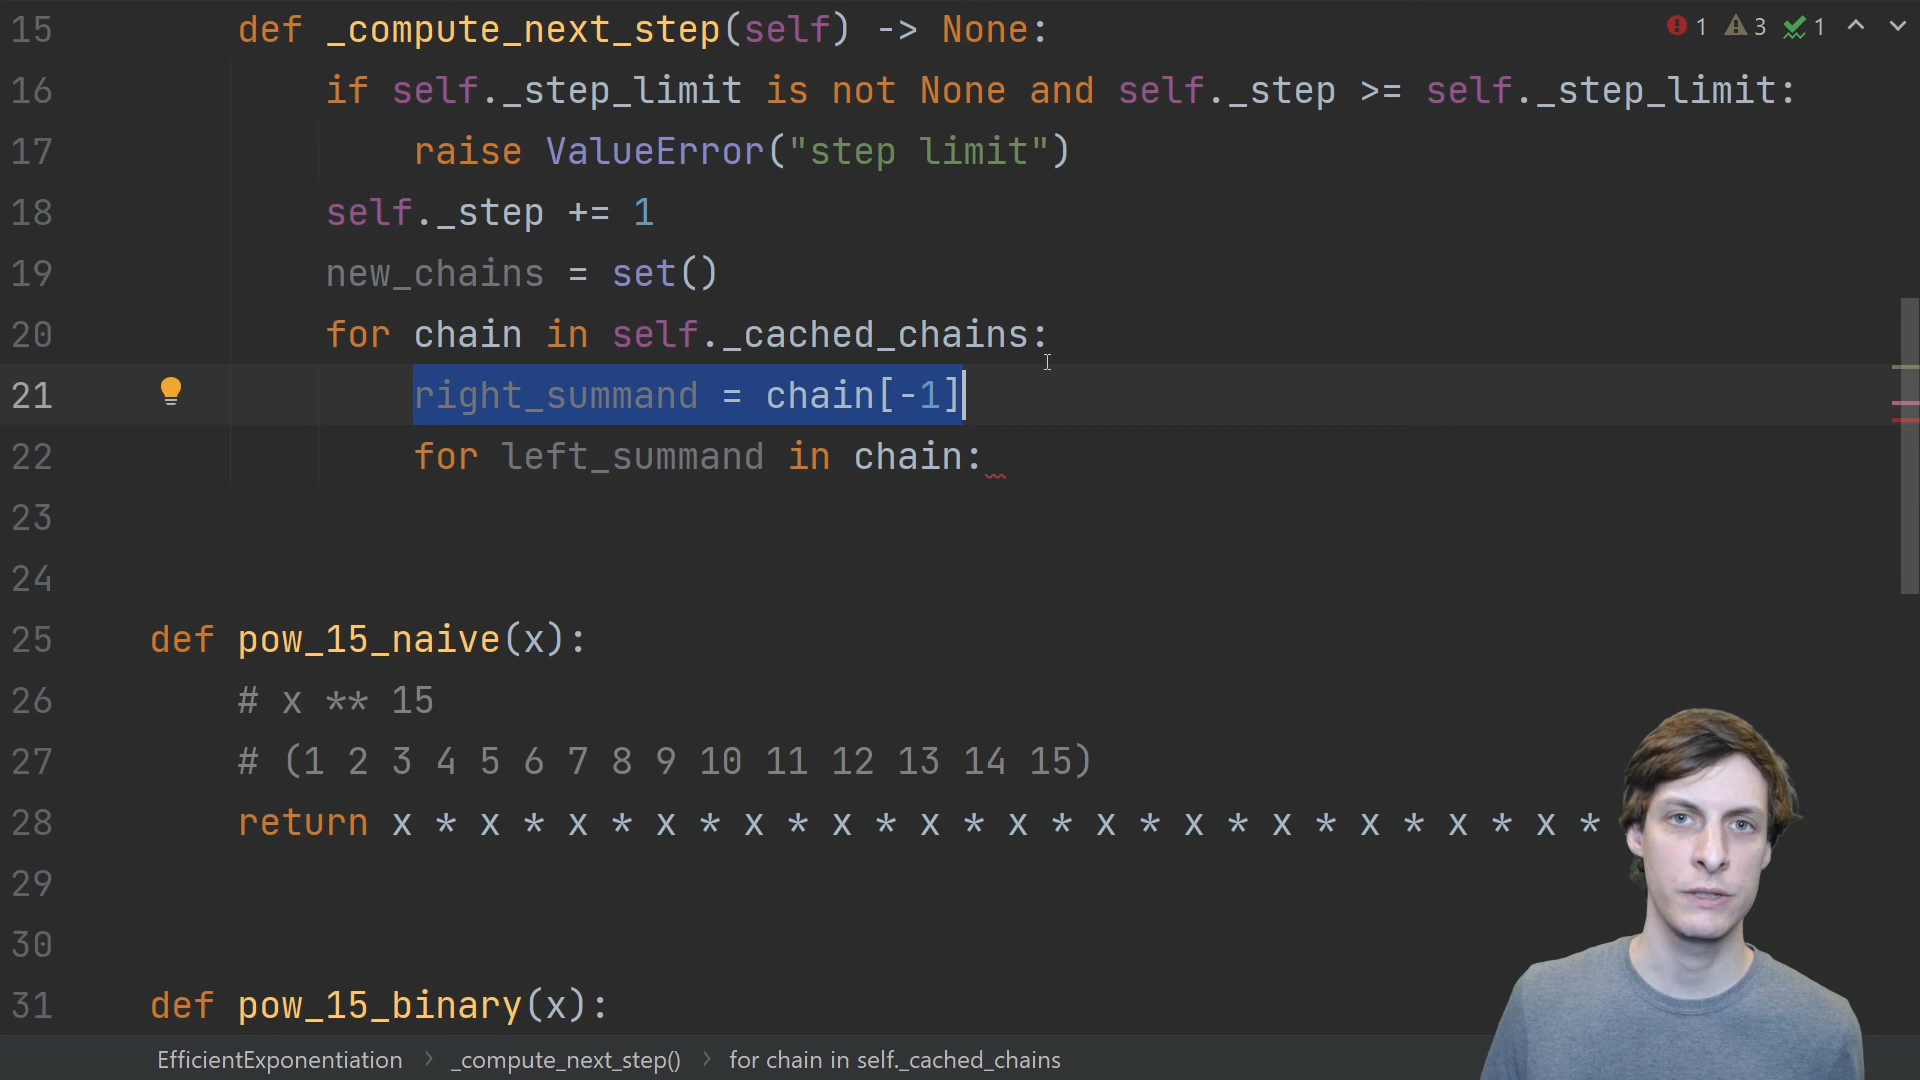 15 def _compute_next_step(self) -> None:
1 3 1
16 if self._step_limit is not None and self._step >= self._step_limit:
17 raise ValueError("step limit")
18 self._step += 1
19 new_chains = set()
20 for chain in self._cached_chains:
21 right_summand = chain[-1]
22 for left_summand in chain:
23
24
25 def pow_15_naive(x):
26 # x ** 15
27 # (1 2 3 4 5 6 7 8 9 10 11 12 13 14 15)
28 return x * x * x * x * x * x * x * x * x * x * x * x * x * x *
29
30
31 def pow_15_binary(x):
EfficientExponentiation > _compute_next_step() > for chain in self._cached_chains